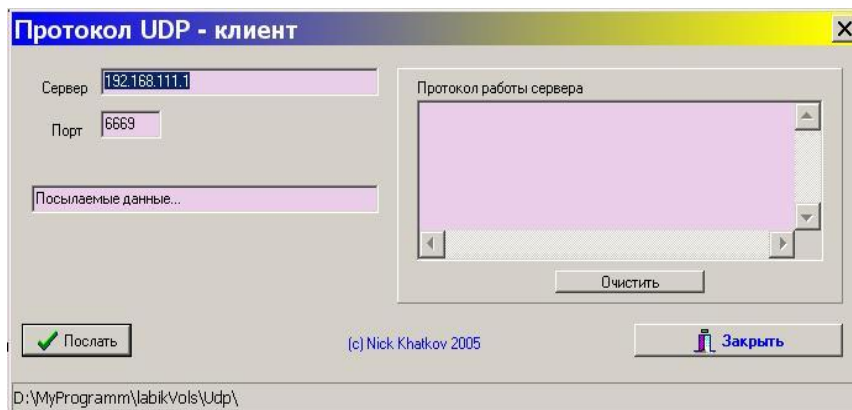 Протокол UDP - клиент
Сервер
192.168.111.1
Порт
6669
Посылаемые данные...
Протокол работы сервера
Очистить
Послать
(c) Nick Khatkov 2005
Закрыть
D:\MyProgramm\labikVols\Udp\